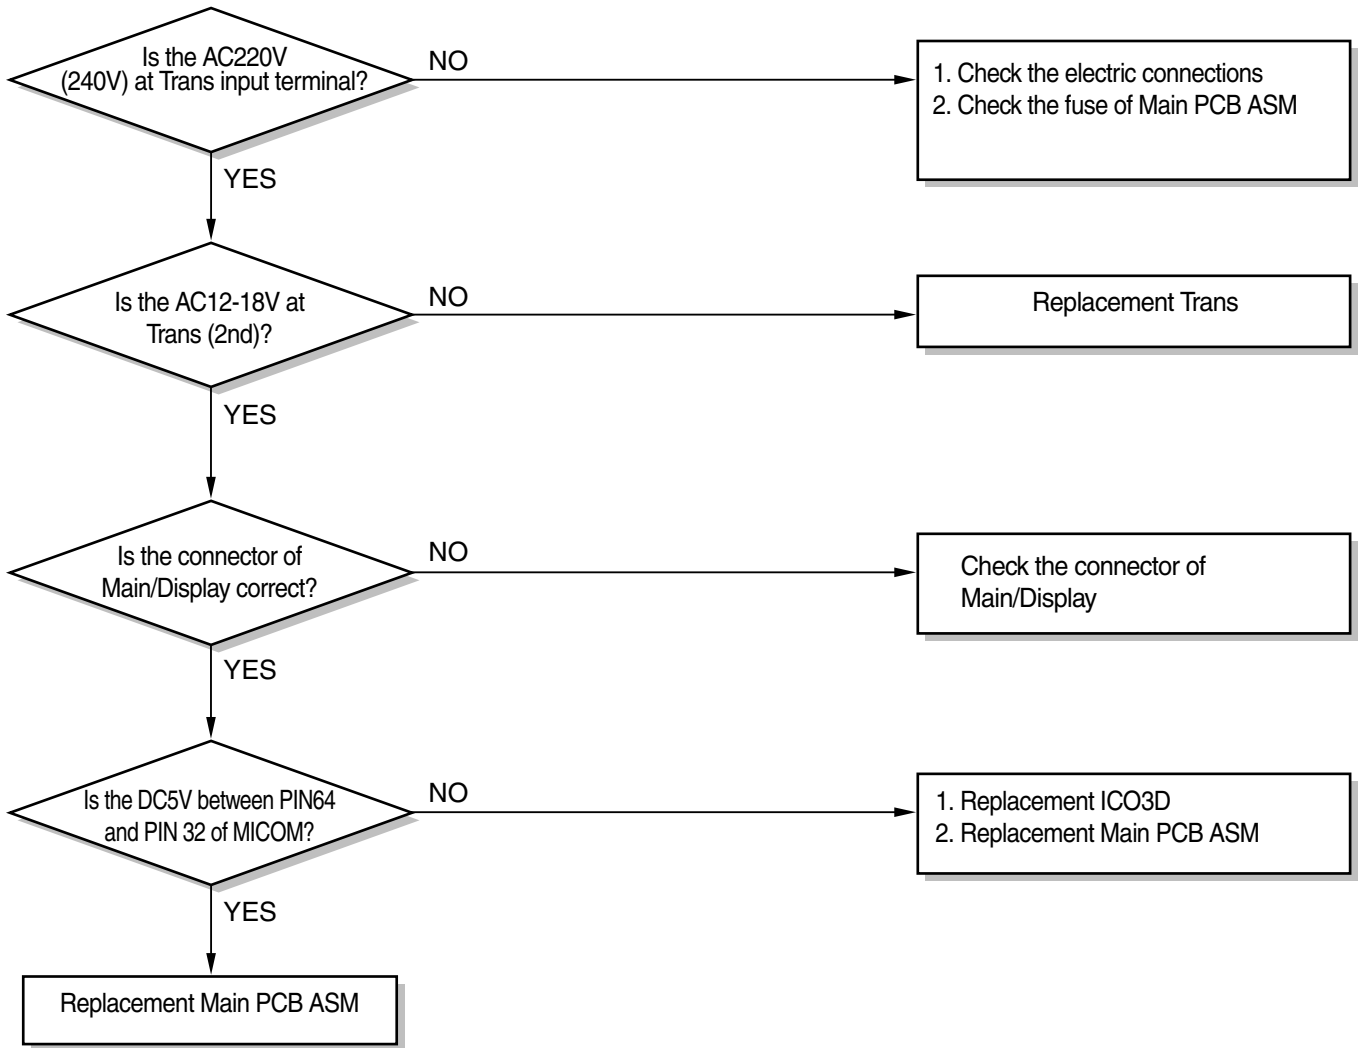 Is the AC220V
(240V) at Trans input terminal?
NO
1. Check the electric connections
2. Check the fuse of Main PCB ASM
YES
Is the AC12-18V at
Trans (2nd)?
NO
Replacement Trans
YES
Is the connector of
Main/Display correct?
NO
Check the connector of
Main/Display
YES
Is the DC5V between PIN64
and PIN 32 of MICOM?
NO
1. Replacement ICO3D
2. Replacement Main PCB ASM
YES
Replacement Main PCB ASM